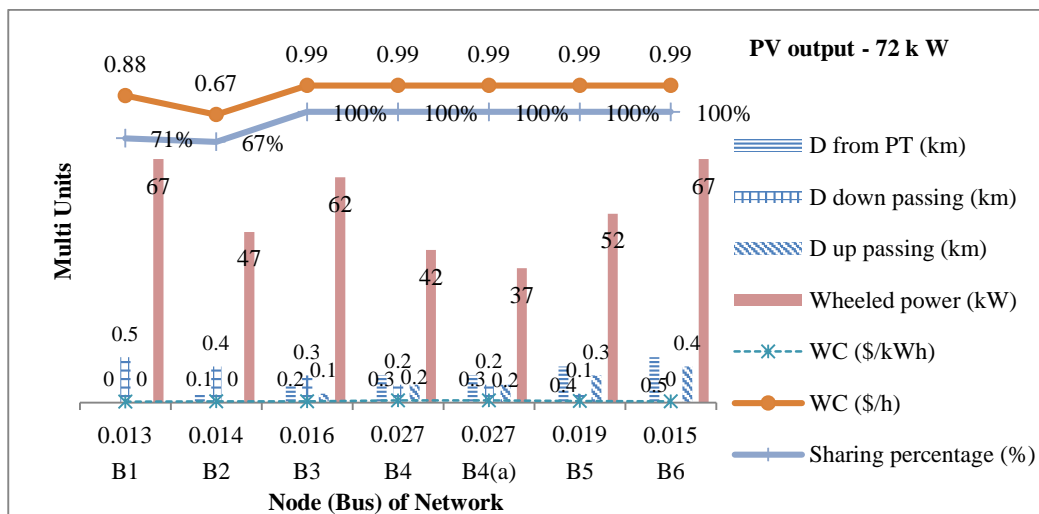 PV output - 72 k W
0.88
0.67
0.99
0.99
0.99
0.99
0.99
71%
67%
100%
100%
100%
100%
100%
67
47
62
42
37
52
67
0
0.5
0
0.1
0.4
0
0.2
0.3
0.1
0.3
0.2
0.2
0.3
0.2
0.2
0.4
0.1
0.3
0.5
0
0.4
0.013
0.014
0.016
0.027
0.027
0.019
0.015
B1
B2
B3
B4
B4(a)
B5
B6
Node (Bus) of Network
Multi Units
D from PT (km)
D down passing (km)
D up passing (km)
Wheeled power (kW)
WC ($/kWh)
WC ($/h)
Sharing percentage (%)